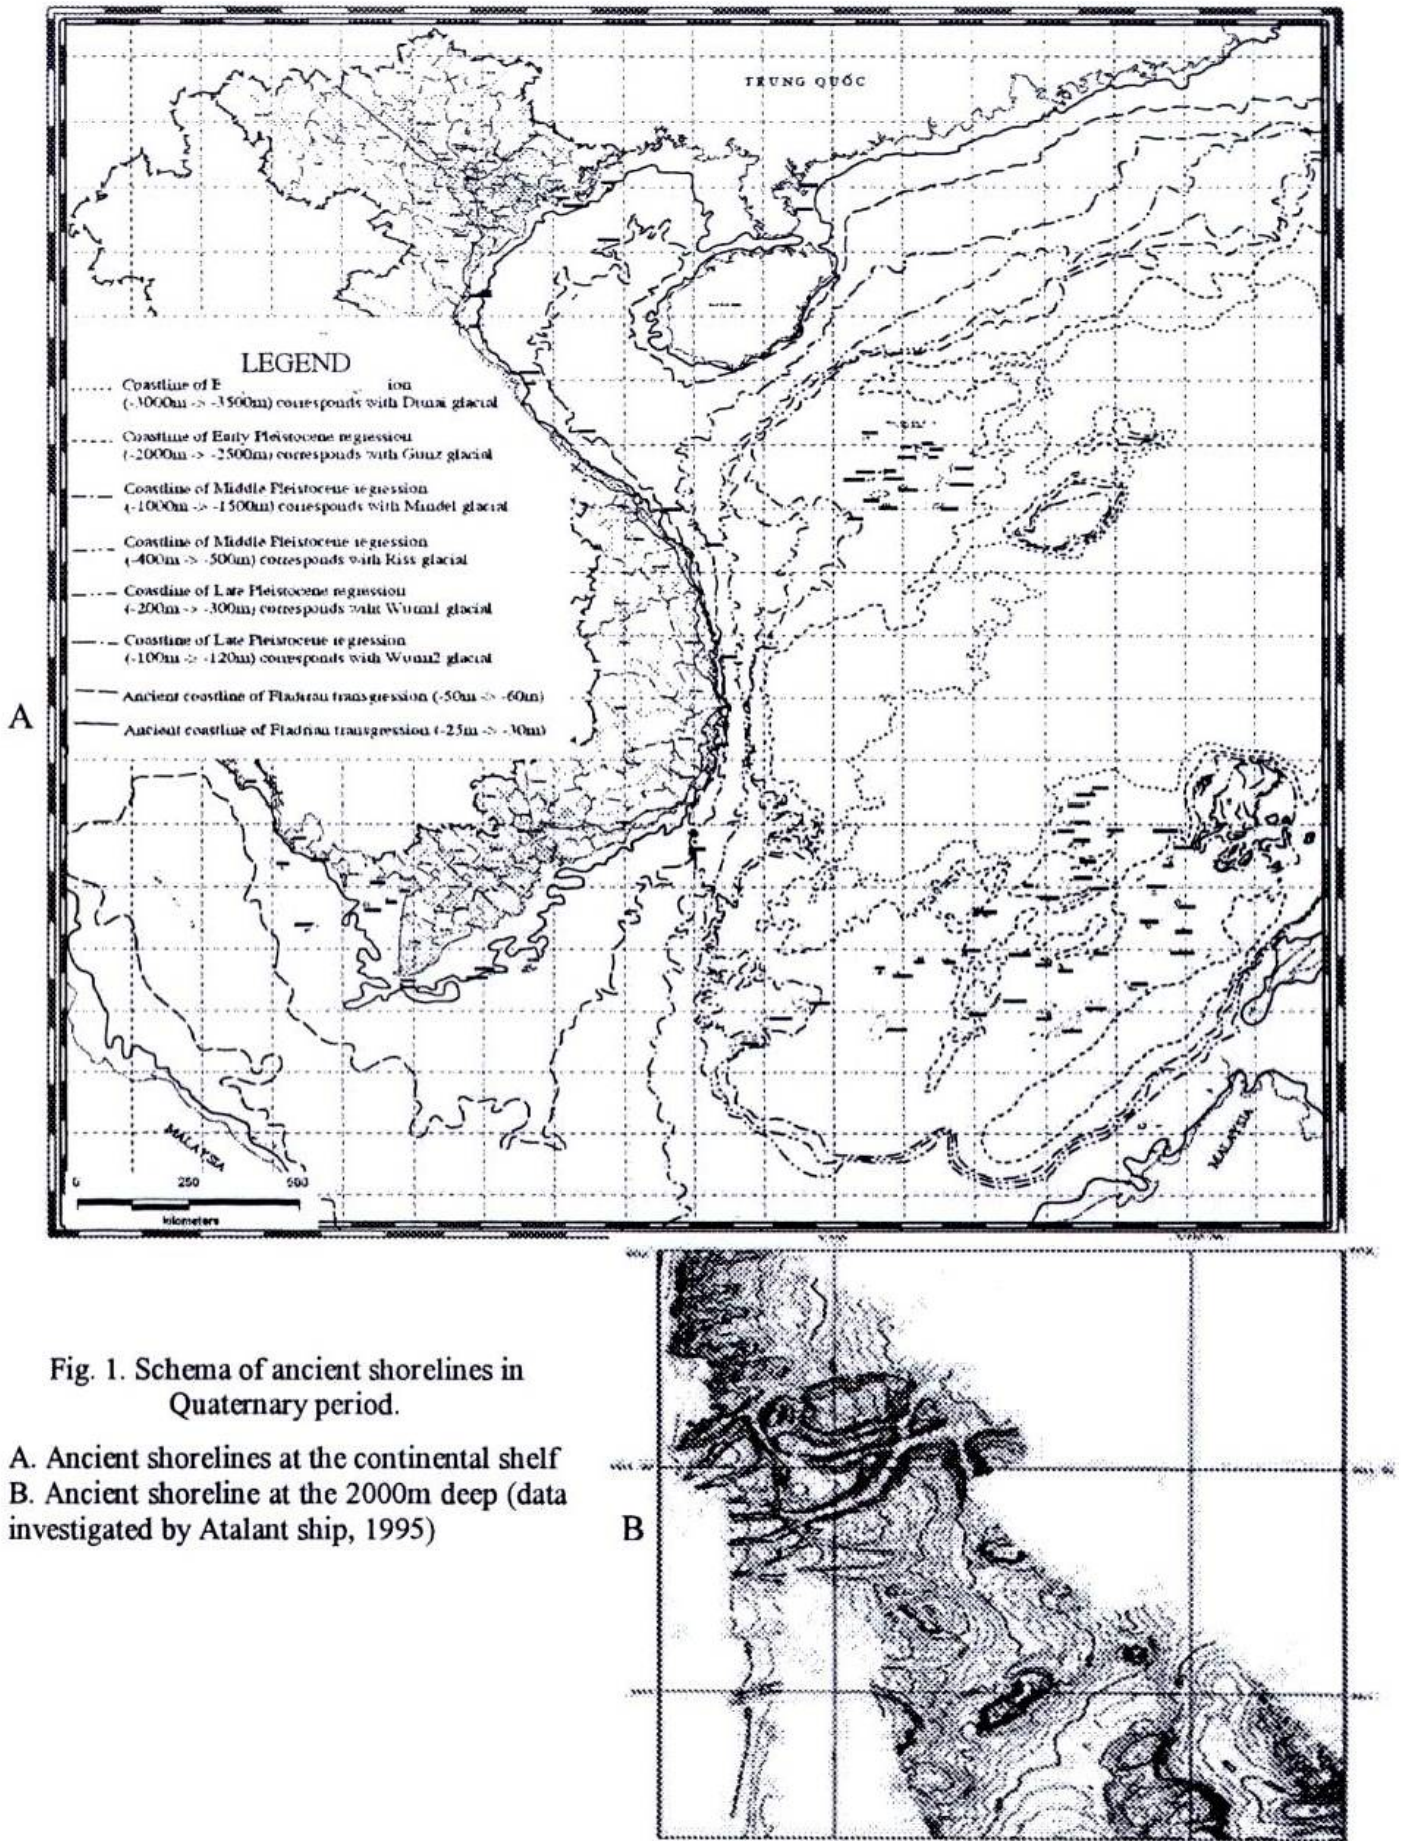 TRUNG QUỐC
LEGEND
Coastline of E ion
(-3000m -> -3500m) corresponds with Dunai glacial
Coastline of Early Pleistocene regression
(-2000m -> -2500m) corresponds with Gunz glacial
Coastline of Middle Pleistocene regression
(-1000m -> -1500m) corresponds with Mindel glacial
Coastline of Middle Pleistocene regression
(-400m -> -500m) corresponds with Riss glacial
Coastline of Late Pleistocene regression
(-200m -> -300m) corresponds with Wurm1 glacial
Coastline of Late Pleistocene regression
(-100m -> -120m) corresponds with Wurm2 glacial
Ancient coastline of Fladrian transgression (-50m -> -60m)
Ancient coastline of Fladrian transgression (-25m -> -30m)
A
MALAYSIA
MALAYSIA
0 250 500
kilometers
Fig. 1. Schema of ancient shorelines in
Quaternary period.
A. Ancient shorelines at the continental shelf
B. Ancient shoreline at the 2000m deep (data
investigated by Atalant ship, 1995)
B